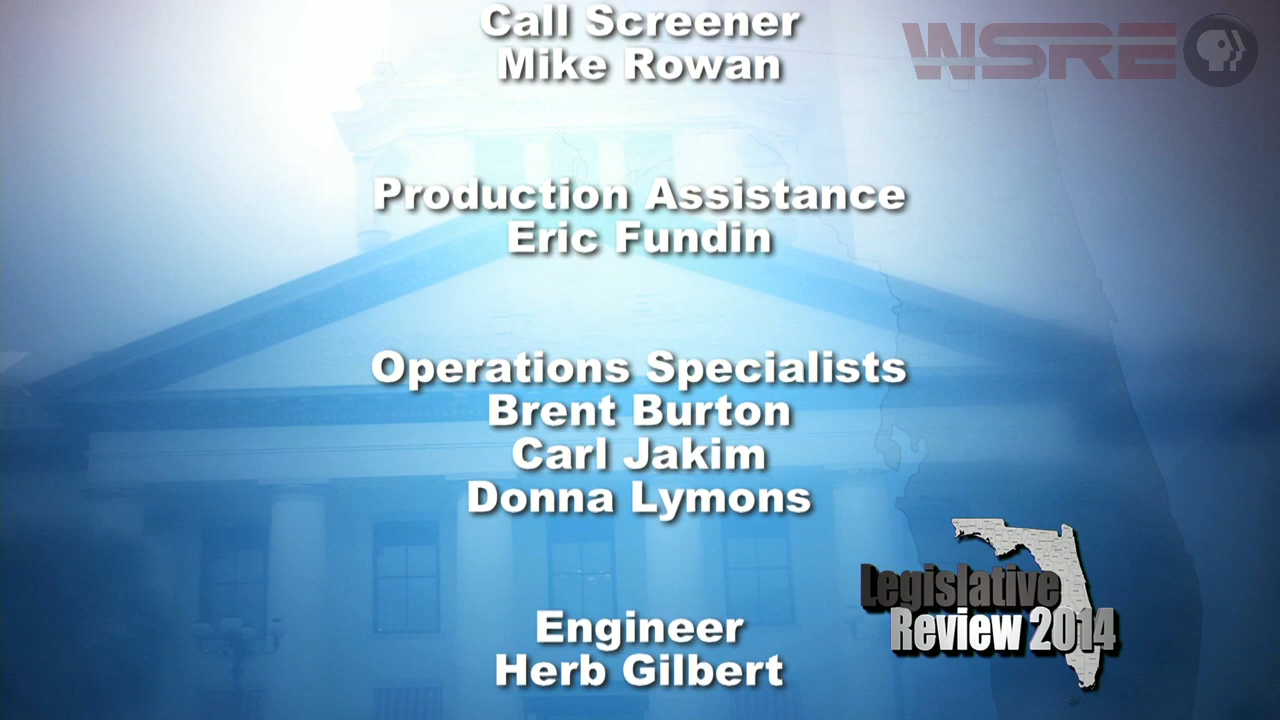 Call Screener
Mike Rowan
WSRE
Production Assistance
Eric Fundin
Operations Specialists
Brent Burton
Carl Jakim
Donna Lymons
Legislative
Review 2014
Engineer
Herb Gilbert